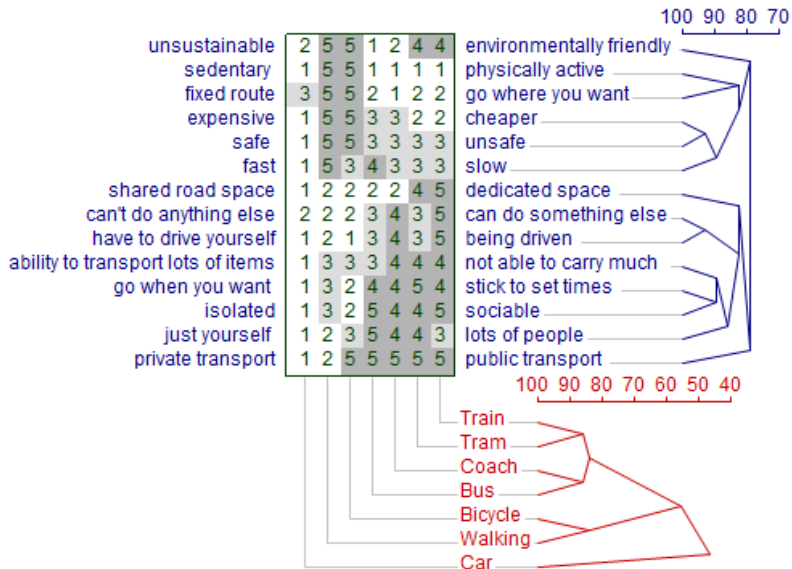 100 90 80 70
unsustainable 2 5 5 1 2 4 4 environmentally friendly
sedentary 1 5 5 1 1 1 1 physically active
fixed route 3 5 5 2 1 2 2 go where you want
expensive 1 5 5 3 3 2 2 cheaper
safe 1 5 5 3 3 3 3 unsafe
fast 1 5 3 4 3 3 3 slow
shared road space 1 2 2 2 2 4 5 dedicated space
can't do anything else 2 2 2 3 4 3 5 can do something else
have to drive yourself 1 2 1 3 4 3 5 being driven
ability to transport lots of items 1 3 3 3 4 4 4 not able to carry much
go when you want 1 3 2 4 4 5 4 stick to set times
isolated 1 3 2 5 4 4 5 sociable
just yourself 1 2 3 5 4 4 3 lots of people
private transport 1 2 5 5 5 5 5 public transport
100 90 80 70 60 50 40
Train
Tram
Coach
Bus
Bicycle
Walking
Car